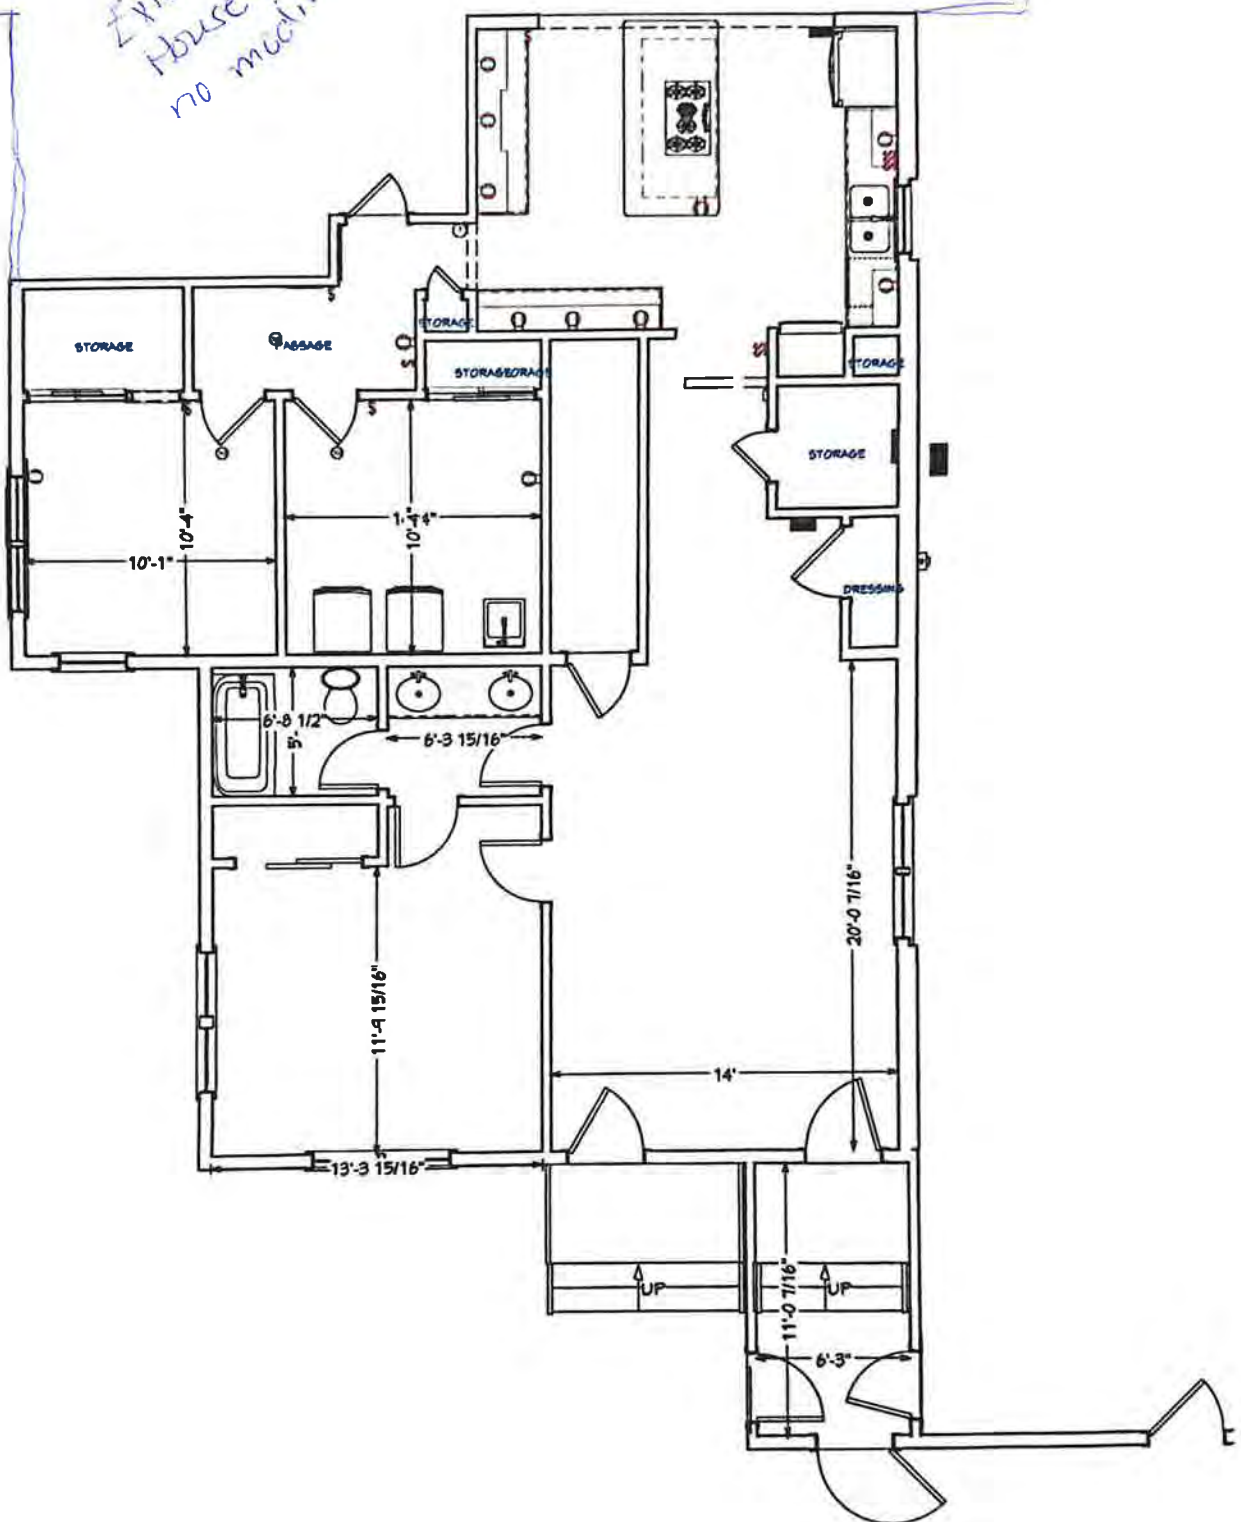 House
no
STORAGE
PASSAGE
STORAGE
STORAGE
STORAGE
STORAGE
DRESSING
10'-4"
10'-1"
6'-8 1/2"
5'-
6'-3 15/16"
11'-9 15/16"
20'-0 7/16"
14'
13'-3 15/16"
UP
UP
11'-0 7/16"
6'-3"